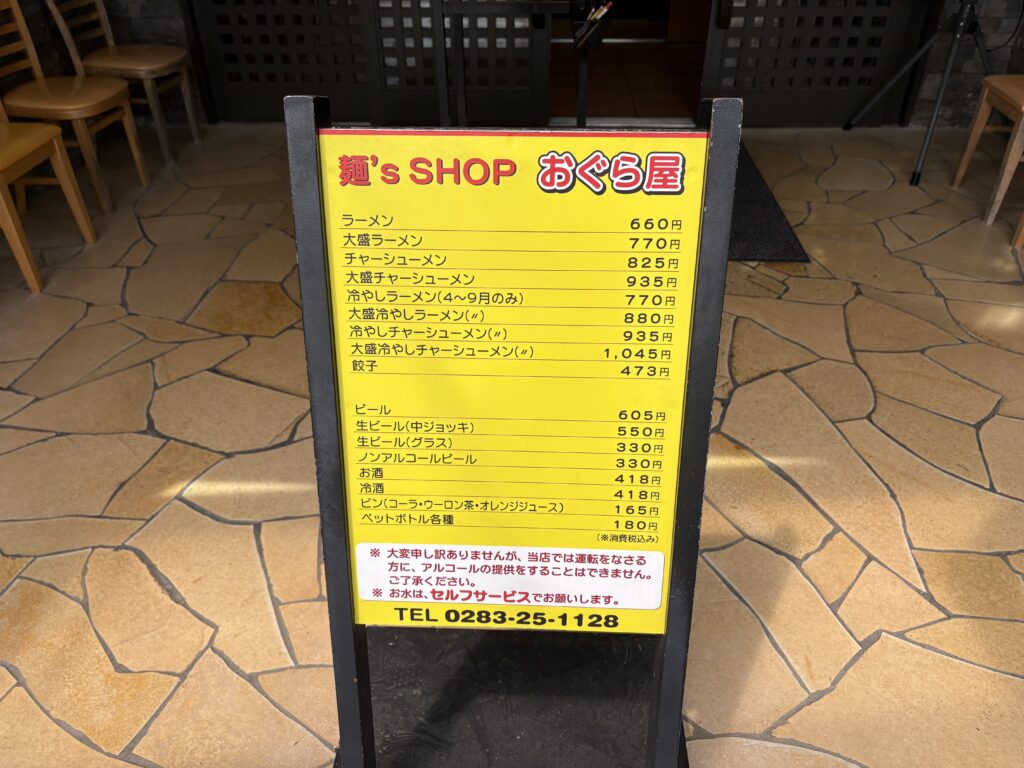 麺's SHOP おぐら屋
ラーメン 660円
大盛ラーメン 770円
チャーシューメン 825円
大盛チャーシューメン 935円
冷やしラーメン(4～9月のみ) 770円
大盛冷やしラーメン(〃) 880円
冷やしチャーシューメン(〃) 935円
大盛冷やしチャーシューメン(〃) 1,045円
餃子 473円
ビール 605円
生ビール(中ジョッキ) 550円
生ビール(グラス) 330円
ノンアルコールビール 330円
お酒 418円
冷酒 418円
ビン(コーラ・ウーロン茶・オレンジジュース) 165円
ペットボトル各種 180円
(※消費税込み)
※ 大変申し訳ありませんが、当店では運転をなさる
方に、アルコールの提供をすることはできません。
ご了承ください。
※ お水は、セルフサービスでお願いします。
TEL 0283-25-1128